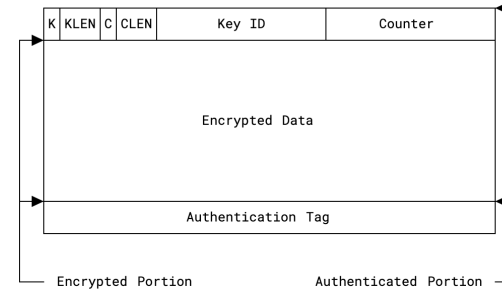 K KLEN C CLEN Key ID Counter
Encrypted Data
Authentication Tag
Encrypted Portion Authenticated Portion